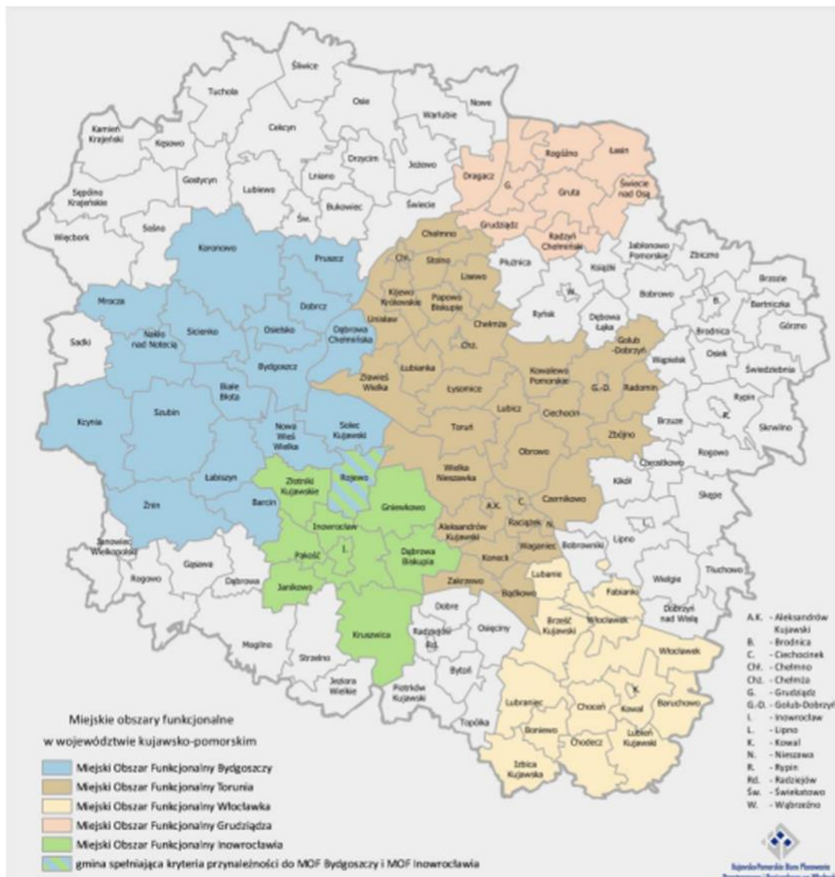 Śliwice
Tuchola
Osie
Nowe
Warlubie
Kamień
Krajeński
Kęsowo
Cekcyn
Drzycim
Jeżewo
Gostycyn
Lniano
Lubiewo
Sępólno
Krajeńskie
Bukowiec
Św.
Świecie
Sośno
Więcbork
Rogóźno
Łasin
Dragacz
G.
Gruta
Świecie
nad Osą
Grudziądz
Radzyń
Chełmiński
Koronowo
Pruszcz
Chełmno
Chł.
Stolno
Płużnica
Książki
Jabłonowo
Pomorskie
Zbiczno
Lisewo
Brzozie
Mrocza
Dobrcz
Kijewo
Królewskie
Papowo
Biskupie
W.
Bobrowo
B.
Bartniczka
Unisław
Ryńsk
Dębowa
Łąka
Brodnica
Górzno
Sadki
Nakło
nad Notecią
Sicienko
Osielsko
Dąbrowa
Chełmińska
Chełmża
Chż.
Golub
-Dobrzyń
Wąpielsk
Osiek
Świedziebnia
Bydgoszcz
Łubianka
Zławieś
Wielka
Kowalewo
Pomorskie
Białe
Błota
Łysomice
G.-D.
Radomin
Rypin
R.
Kcynia
Szubin
Lubicz
Ciechocin
Brzuze
Skrwilno
Nowa
Wieś
Wielka
Solec
Kujawski
Toruń
Zbójno
Rogowo
Obrowo
Łabiszyn
Złotniki
Kujawskie
Rojewo
Wielka
Nieszawka
Czernikowo
Kikół
Skępe
Żnin
Barcin
Gniewkowo
A.K.
C.
Inowrocław
Aleksandrów
Kujawski
Raciążek
N.
L.
Lipno
Janowiec
Wielkopolski
Pakość
I.
Dąbrowa
Biskupia
Waganiec
Bobrowniki
Gąsawa
Koneck
Rogowo
Dąbrowa
Janikowo
Zakrzewo
Lubanie
Wielgie
Tłuchowo
Bądkowo
Fabianki
Dobre
Brześć
Kujawski
Włocławek
Dobrzyń
nad Wisłą
Kruszwica
Radziejów
Rd.
Osięciny
Mogilno
Włocławek
Strzelno
Bytoń
Jeziora
Wielkie
Piotrków
Kujawski
Lubraniec
Choceń
K.
Kowal
Baruchowo
Topólka
Boniewo
Lubień
Kujawski
Chodecz
Izbica
Kujawska
A.K. - Aleksandrów
Kujawski
B. - Brodnica
C. - Ciechocinek
Chł. - Chełmno
Chż. - Chełmża
G. - Grudziądz
G.-D. - Golub-Dobrzyń
I. - Inowrocław
L. - Lipno
K. - Kowal
N. - Nieszawa
R. - Rypin
Rd. - Radziejów
Św. - Świekatowo
W. - Wąbrzeźno
Miejskie obszary funkcjonalne
w województwie kujawsko-pomorskim
Miejski Obszar Funkcjonalny Bydgoszczy
Miejski Obszar Funkcjonalny Torunia
Miejski Obszar Funkcjonalny Włocławka
Miejski Obszar Funkcjonalny Grudziądza
Miejski Obszar Funkcjonalny Inowrocławia
gmina spełniająca kryteria przynależności do MOF Bydgoszczy i MOF Inowrocławia
Kujawsko-Pomorskie Biuro Planowania